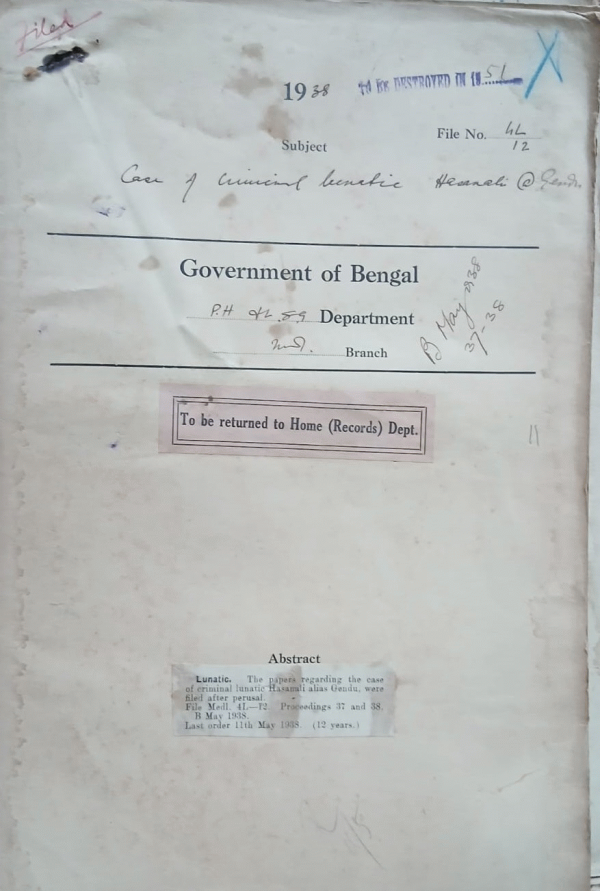 Filed
1938 TO BE DESTROYED IN 1951
File No. 4L
12
Subject
Case of criminal lunatic Hasanali @ Gendu
Government of Bengal
P.H & L.S.G Department
Medl. Branch
B May 1938
37-38
To be returned to Home (Records) Dept.
Abstract
Lunatic. The papers regarding the case
of criminal lunatic Hasanali alias Gendu, were
filed after perusal.
File Medl. 4L—12. Proceedings 37 and 38.
B May 1938.
Last order 11th May 1938. (12 years.)